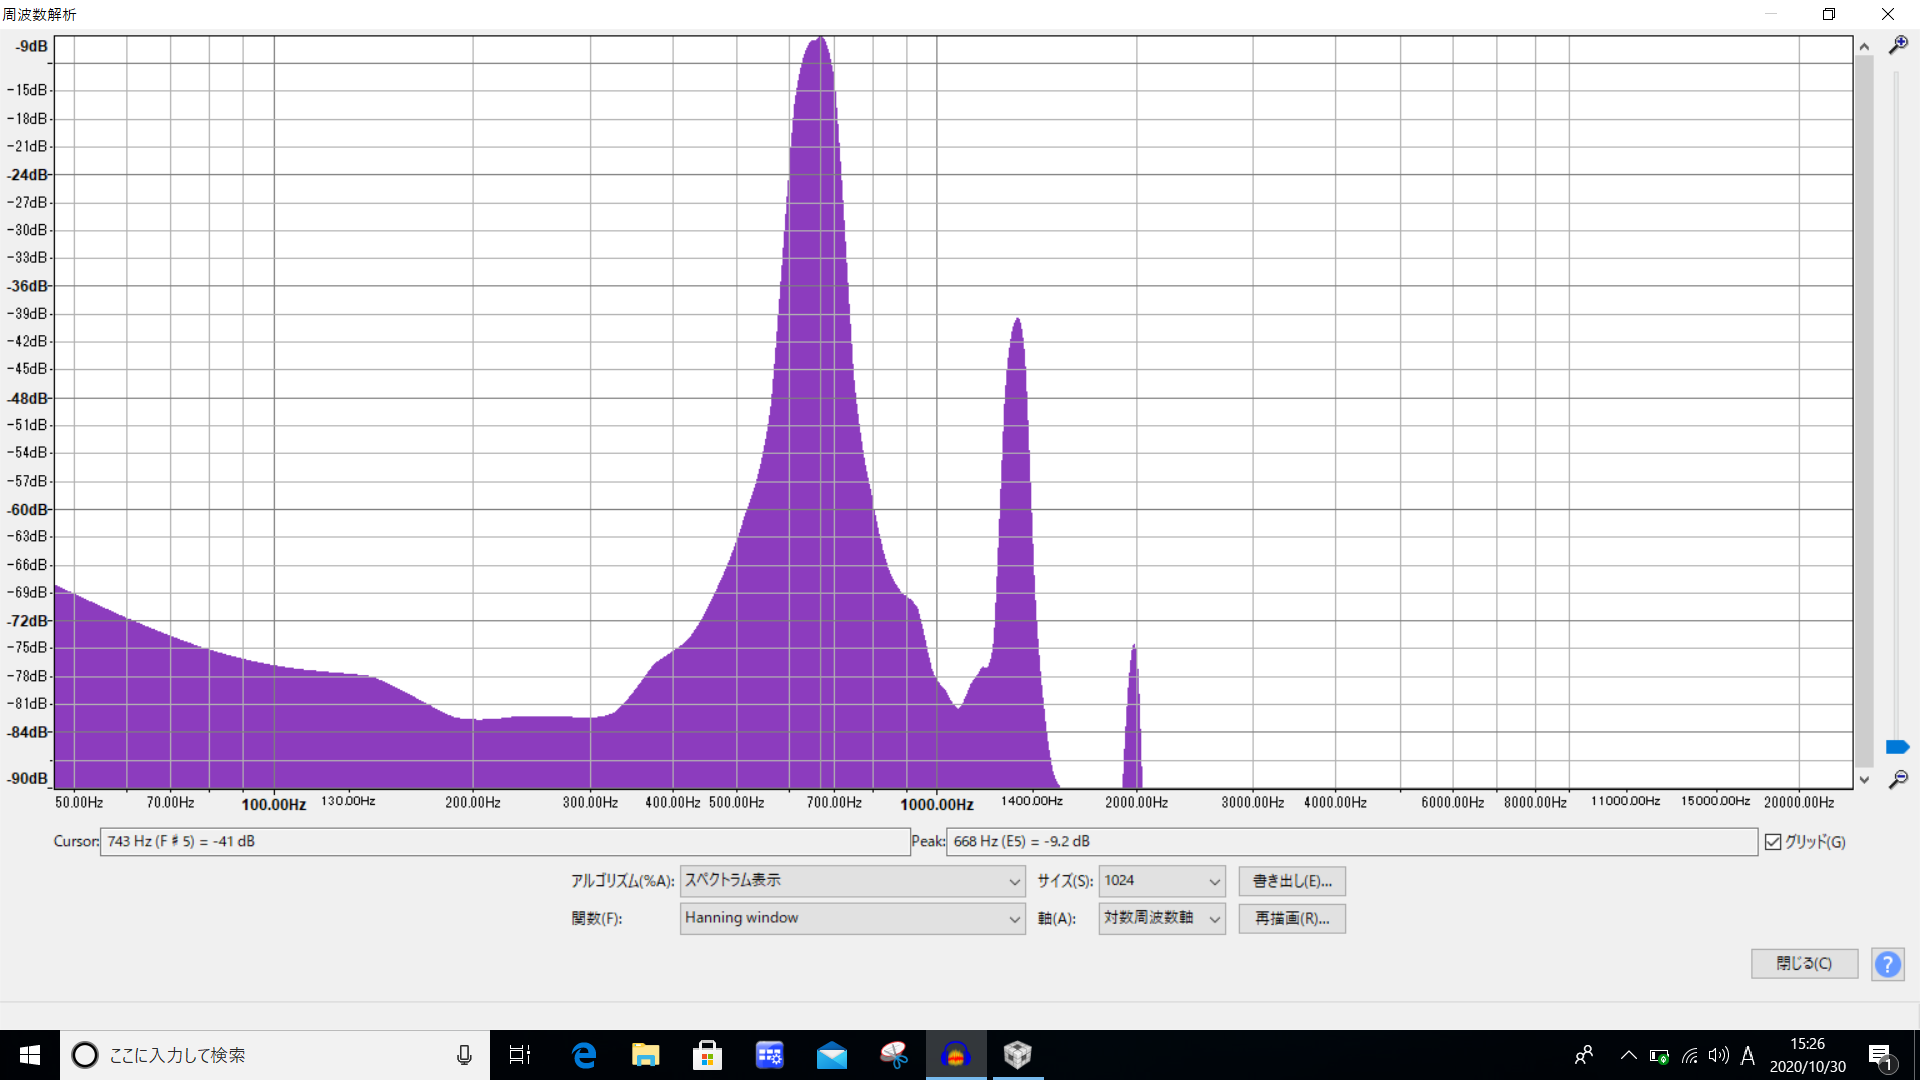 周波数解析
-9dB
-15dB
-18dB
-21dB
-24dB
-27dB
-30dB
-33dB
-36dB
-39dB
-42dB
-45dB
-48dB
-51dB
-54dB
-57dB
-60dB
-63dB
-66dB
-69dB
-72dB
-75dB
-78dB
-81dB
-84dB
-90dB
50.00Hz 70.00Hz 100.00Hz 130.00Hz 200.00Hz 300.00Hz 400.00Hz 500.00Hz 700.00Hz 1000.00Hz 1400.00Hz 2000.00Hz 3000.00Hz 4000.00Hz 6000.00Hz 8000.00Hz 11000.00Hz 15000.00Hz 20000.00Hz
Cursor: 743 Hz (F♯5) = -41 dB Peak: 668 Hz (E5) = -9.2 dB グリッド(G)
アルゴリズム(%A): スペクトラム表示 サイズ(S): 1024 書き出し(E)...
関数(F): Hanning window 軸(A): 対数周波数軸 再描画(R)...
閉じる(C) ?
ここに入力して検索 A 15:26
2020/10/30 1